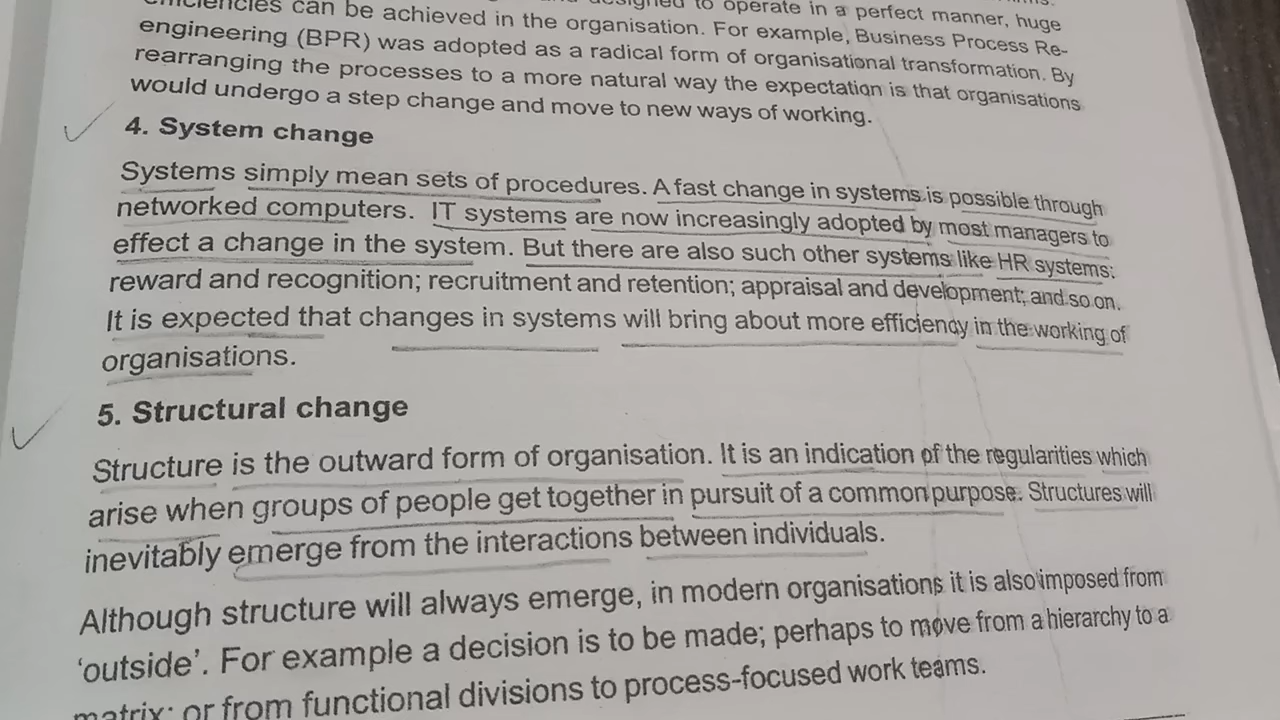 efficiencies can be achieved in the organisation. For example, Business Process Re-
designed to operate in a perfect manner, huge
engineering (BPR) was adopted as a radical form of organisational transformation. By
rearranging the processes to a more natural way the expectation is that organisations
would undergo a step change and move to new ways of working.
4. System change
Systems simply mean sets of procedures. A fast change in systems is possible through
networked computers. IT systems are now increasingly adopted by most managers to
effect a change in the system. But there are also such other systems like HR systems:
reward and recognition; recruitment and retention; appraisal and development; and so on.
It is expected that changes in systems will bring about more efficiency in the working of
organisations.
5. Structural change
Structure is the outward form of organisation. It is an indication of the regularities which
arise when groups of people get together in pursuit of a common purpose. Structures will
inevitably emerge from the interactions between individuals.
Although structure will always emerge, in modern organisations it is also imposed from
‘outside’. For example a decision is to be made; perhaps to move from a hierarchy to a
matrix; or from functional divisions to process-focused work teams.